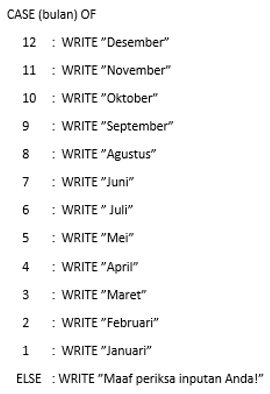 CASE (bulan) OF
12 : WRITE ”Desember”
11 : WRITE ”November”
10 : WRITE ”Oktober”
9 : WRITE ”September”
8 : WRITE ”Agustus”
7 : WRITE ”Juni”
6 : WRITE ” Juli”
5 : WRITE ”Mei”
4 : WRITE ”April”
3 : WRITE ”Maret”
2 : WRITE ”Februari”
1 : WRITE ”Januari”
ELSE : WRITE ”Maaf periksa inputan Anda!”